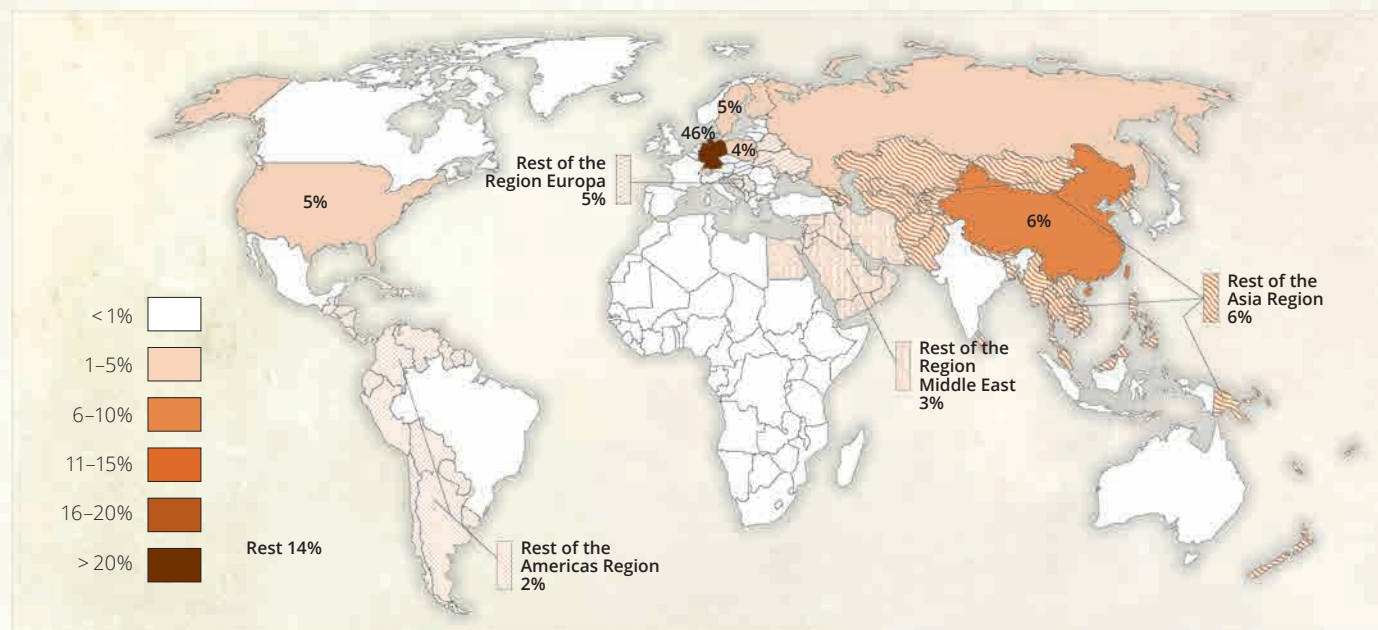 5%
46%
4%
Rest of the
Region Europa
5%
5%
6%
Rest of the
Asia Region
6%
Rest of the
Region
Middle East
3%
< 1%
1–5%
6–10%
11–15%
16–20%
> 20%
Rest 14%
Rest of the
Americas Region
2%